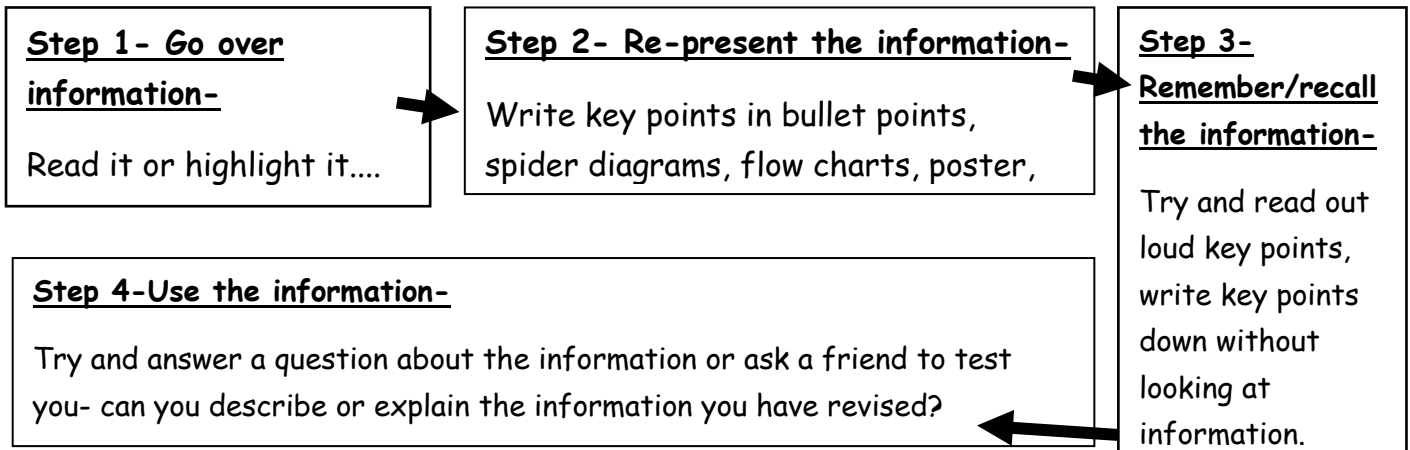 Step 1- Go over
information-
Read it or highlight it....
Step 2- Re-present the information-
Write key points in bullet points,
spider diagrams, flow charts, poster,
Step 3-
Remember/recall
the information-
Try and read out
loud key points,
write key points
down without
looking at
information.
Step 4-Use the information-
Try and answer a question about the information or ask a friend to test
you- can you describe or explain the information you have revised?